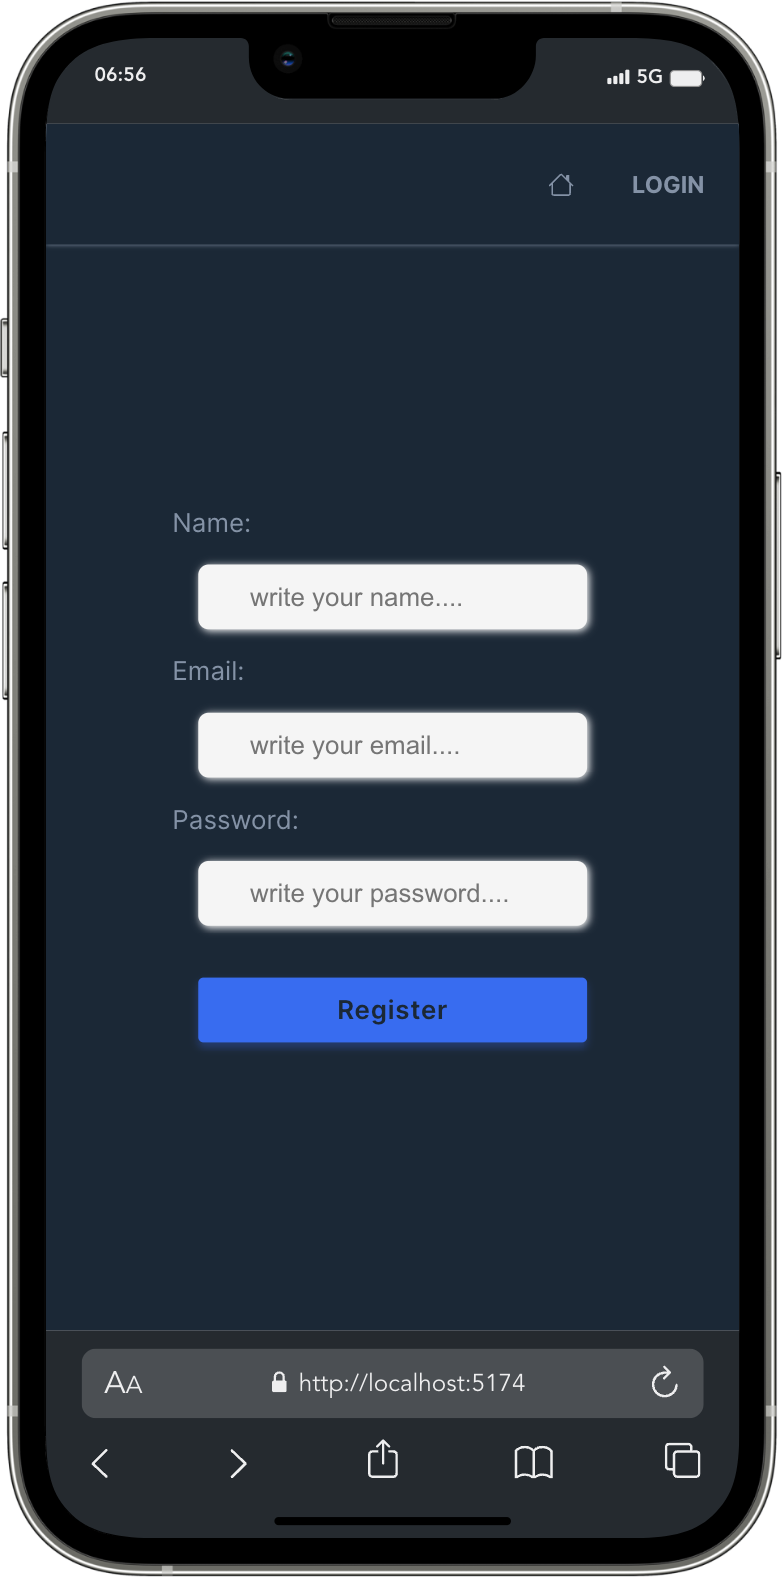 06:56
5G
LOGIN
Name:
write your name....
Email:
write your email....
Password:
write your password....
Register
AA http://localhost:5174